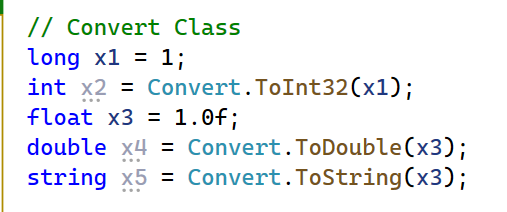 // Convert Class
long x1 = 1;
int x2 = Convert.ToInt32(x1);
float x3 = 1.0f;
double x4 = Convert.ToDouble(x3);
string x5 = Convert.ToString(x3);